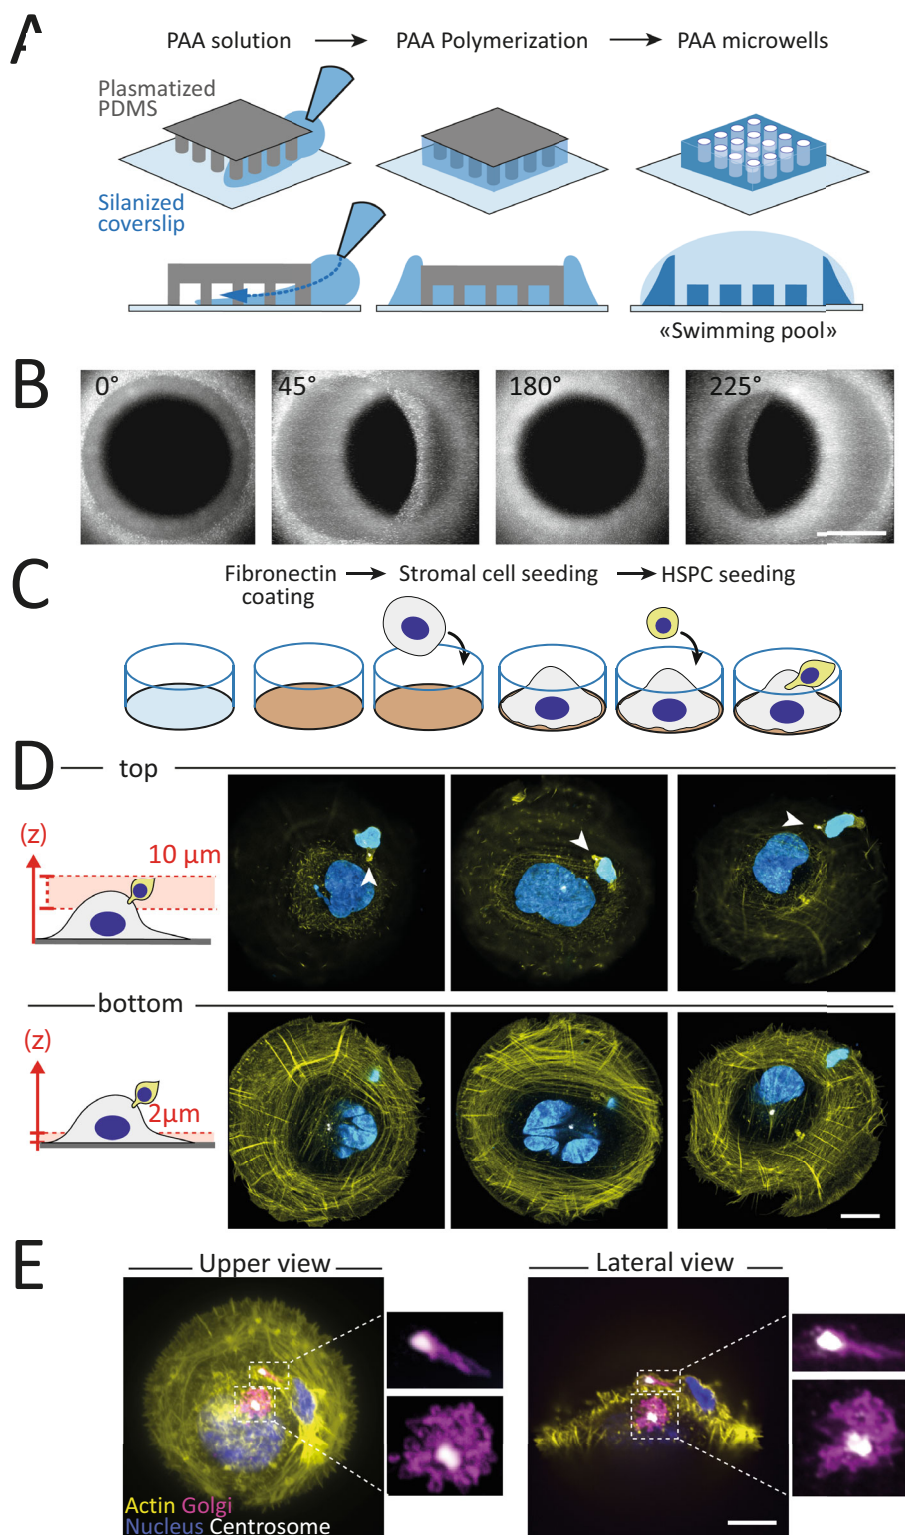 A
PAA solution → PAA Polymerization → PAA microwells
Plasmatized
PDMS
Silanized
coverslip
«Swimming pool»
B
0° 45° 180° 225°
C
Fibronectin → Stromal cell seeding → HSPC seeding
coating
D
top
(z)
10 µm
bottom
(z)
2µm
E
Upper view Lateral view
Actin Golgi
Nucleus Centrosome